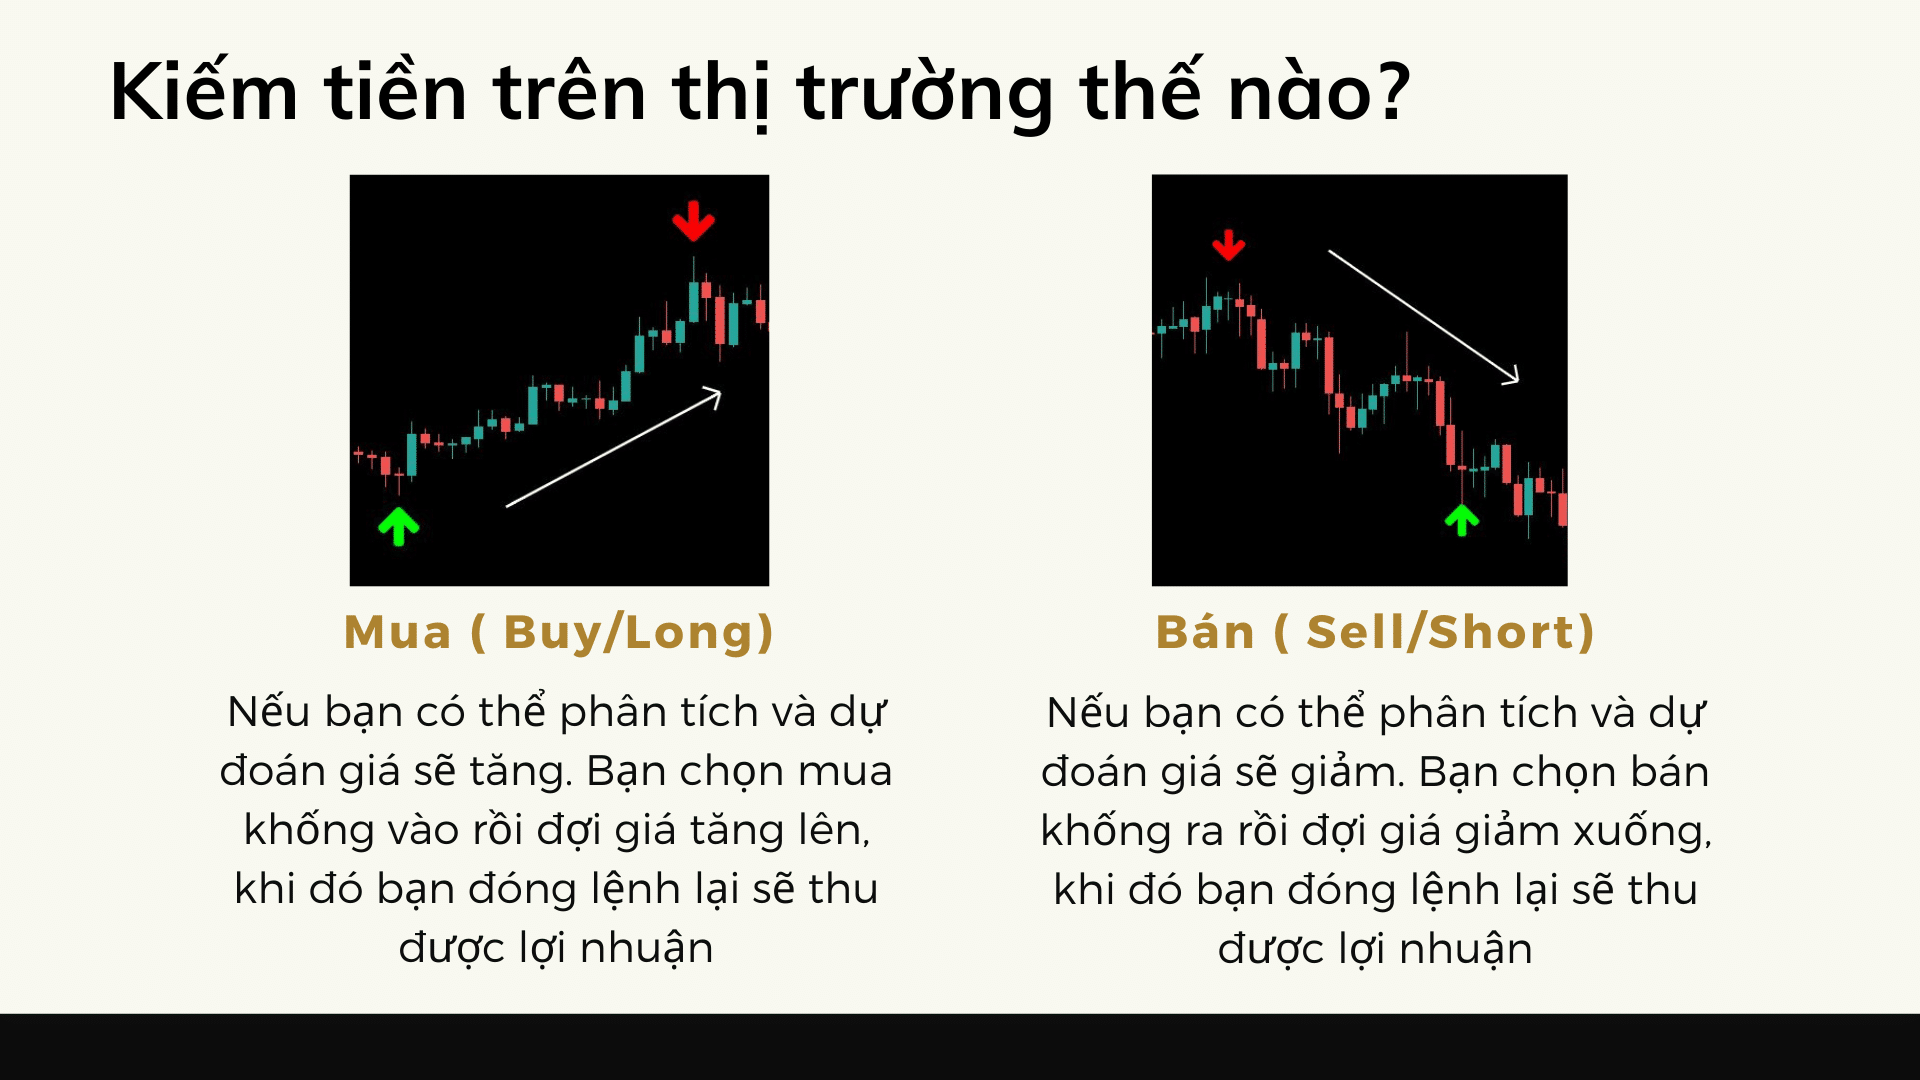 Kiếm tiền trên thị trường thế nào?
Mua ( Buy/Long)
Nếu bạn có thể phân tích và dự
đoán giá sẽ tăng. Bạn chọn mua
khống vào rồi đợi giá tăng lên,
khi đó bạn đóng lệnh lại sẽ thu
được lợi nhuận
Bán ( Sell/Short)
Nếu bạn có thể phân tích và dự
đoán giá sẽ giảm. Bạn chọn bán
khống ra rồi đợi giá giảm xuống,
khi đó bạn đóng lệnh lại sẽ thu
được lợi nhuận